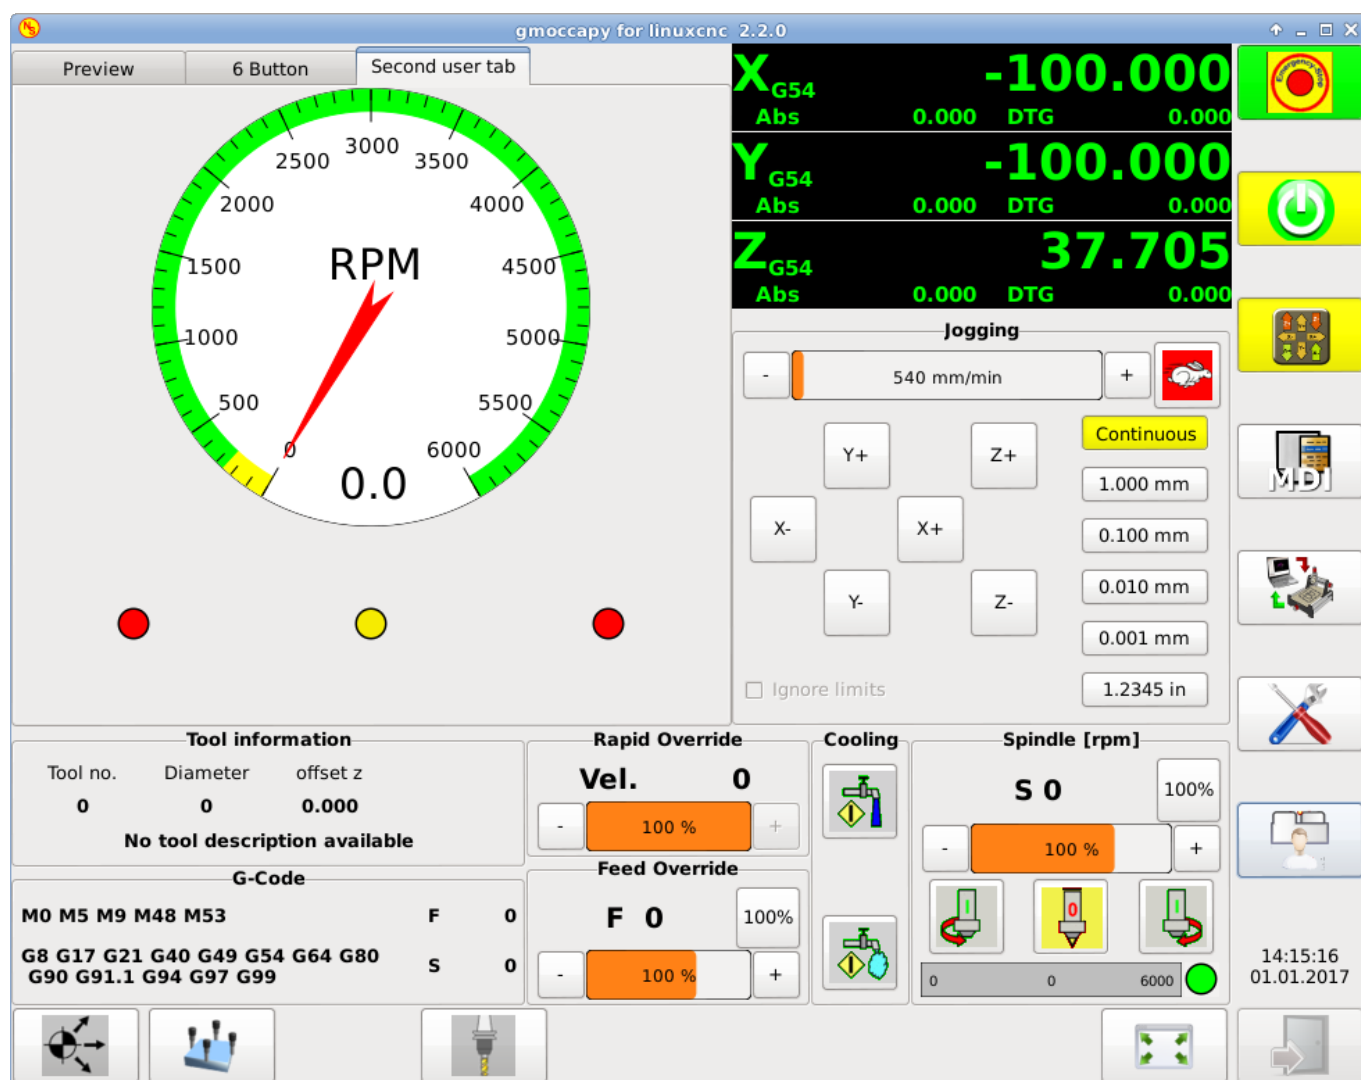 gmoccapy for linuxcnc 2.2.0
Preview
6 Button
Second user tab
0
500
1000
1500
2000
2500
3000
3500
4000
4500
5000
5500
6000
RPM
0.0
X G54 -100.000
Abs 0.000 DTG 0.000
Y G54 -100.000
Abs 0.000 DTG 0.000
Z G54 37.705
Abs 0.000 DTG 0.000
Jogging
- 540 mm/min +
Y+
Z+
X-
X+
Y-
Z-
Continuous
1.000 mm
0.100 mm
0.010 mm
0.001 mm
1.2345 in
Ignore limits
Emergency-Stop
MDI
Tool information
Tool no. Diameter offset z
0 0 0.000
No tool description available
G-Code
M0 M5 M9 M48 M53
F 0
G8 G17 G21 G40 G49 G54 G64 G80
G90 G91.1 G94 G97 G99
S 0
Rapid Override
Vel. 0
- 100 % +
Feed Override
F 0 100%
- 100 % +
Cooling
Spindle [rpm]
S 0 100%
- 100 % +
I
0
I
0 0 6000
14:15:16
01.01.2017